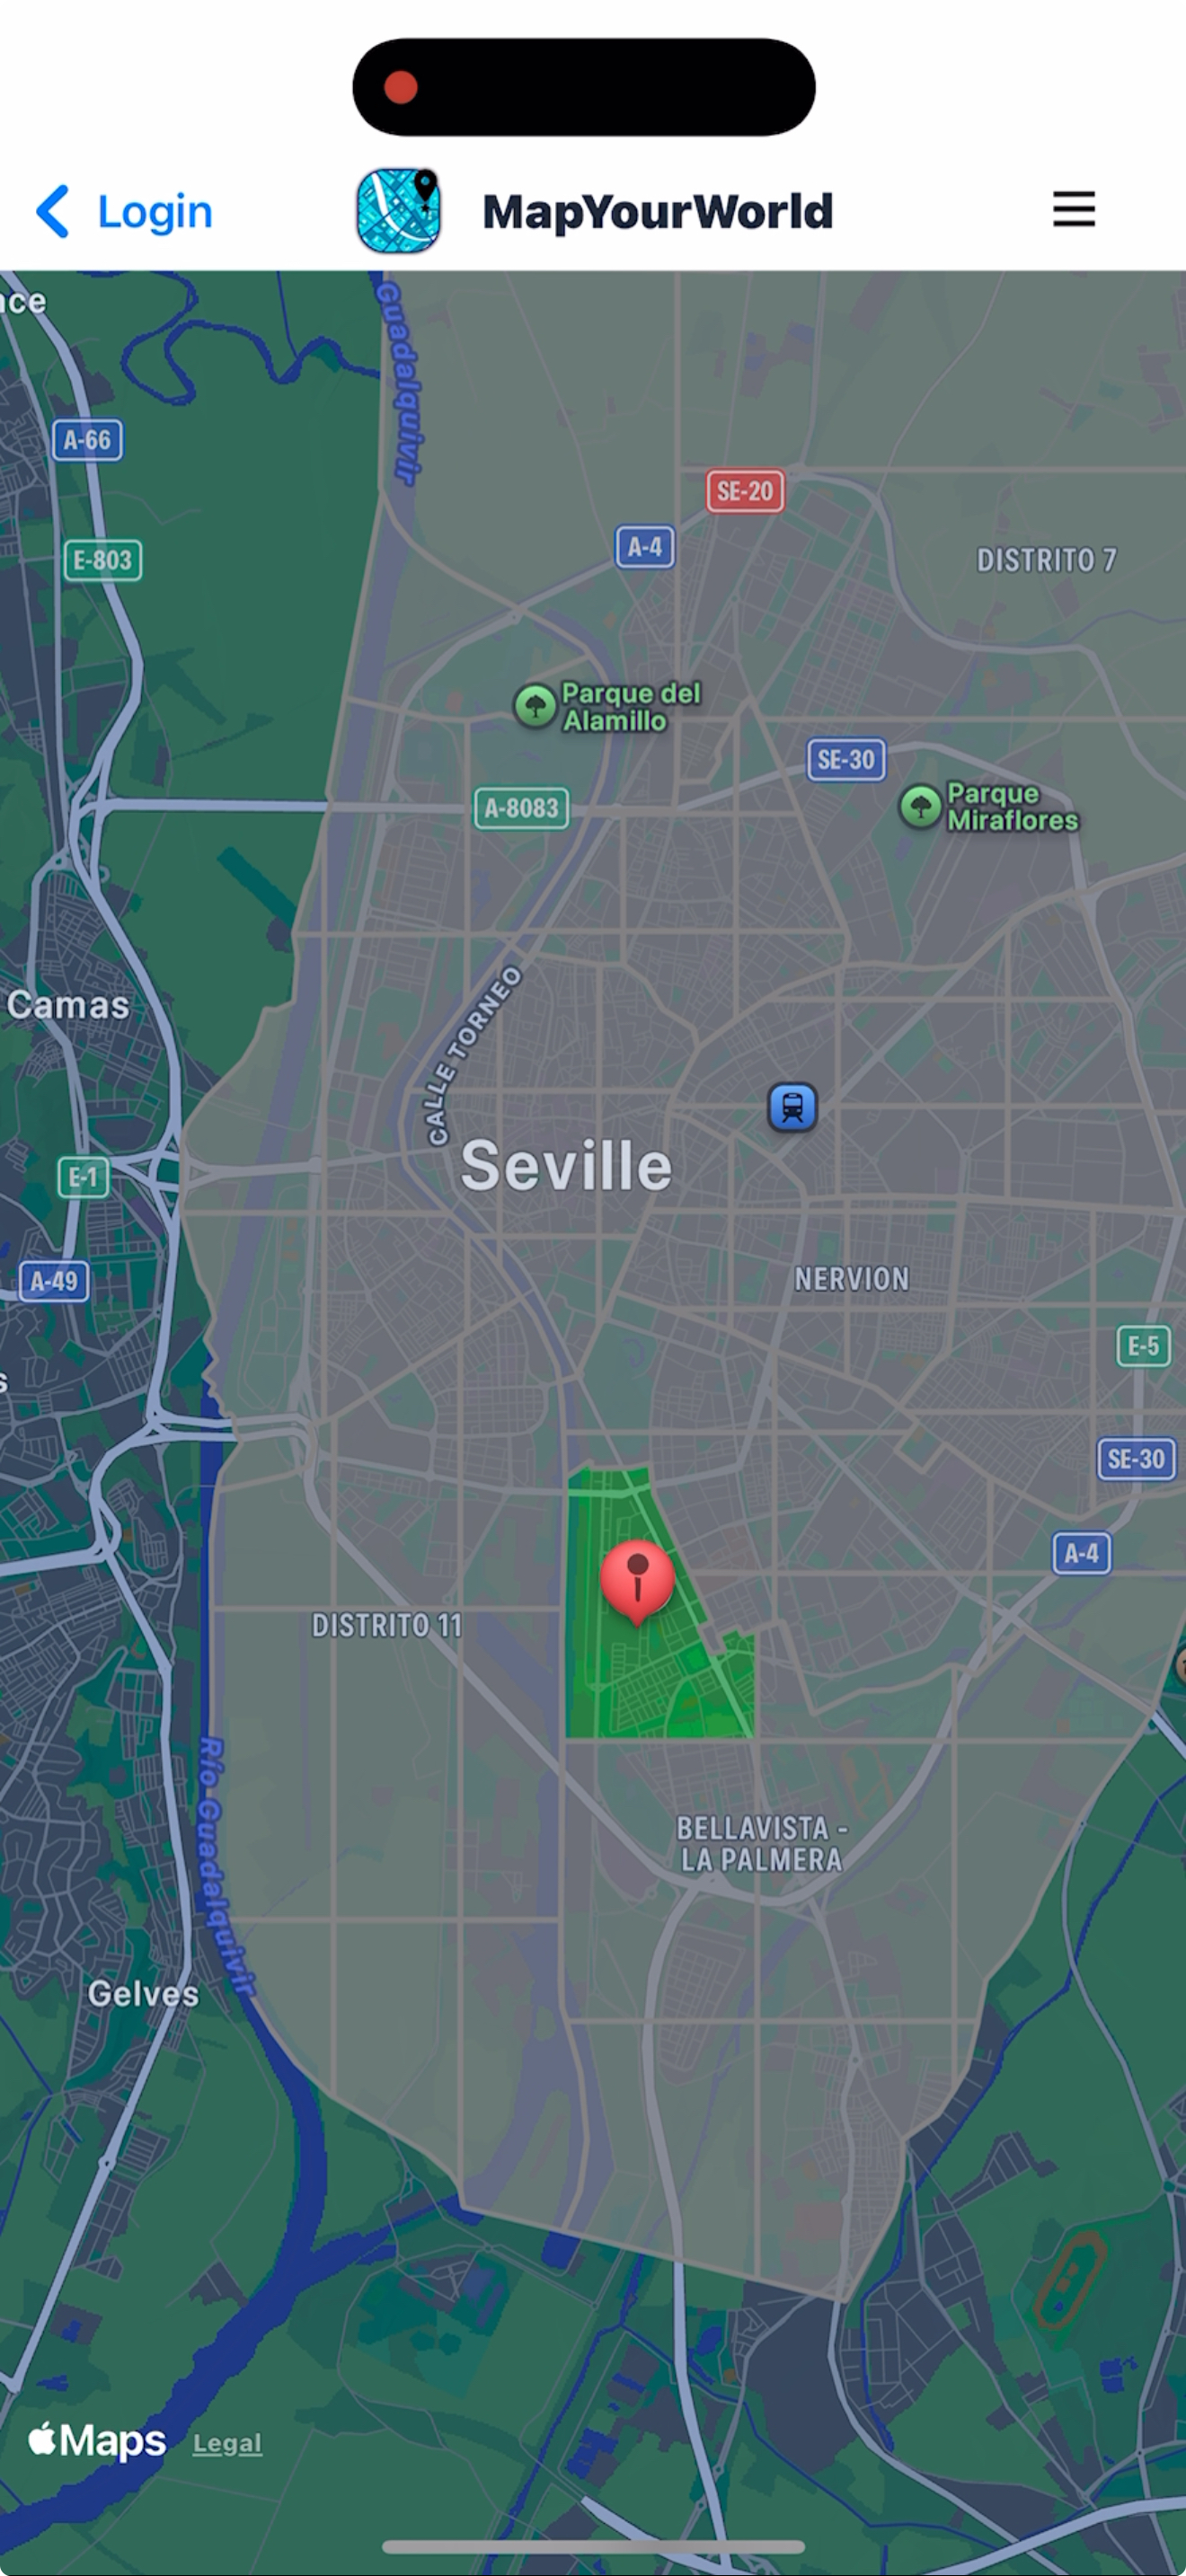 Login
MapYourWorld
Guadalquivir
A-66
SE-20
A-4
E-803
DISTRITO 7
Parque del
Alamillo
SE-30
A-8083
Parque
Miraflores
Camas
CALLE TORNEO
Seville
E-1
A-49
NERVION
E-5
SE-30
A-4
DISTRITO 11
Río Guadalquivir
BELLAVISTA -
LA PALMERA
Gelves
Maps
Legal